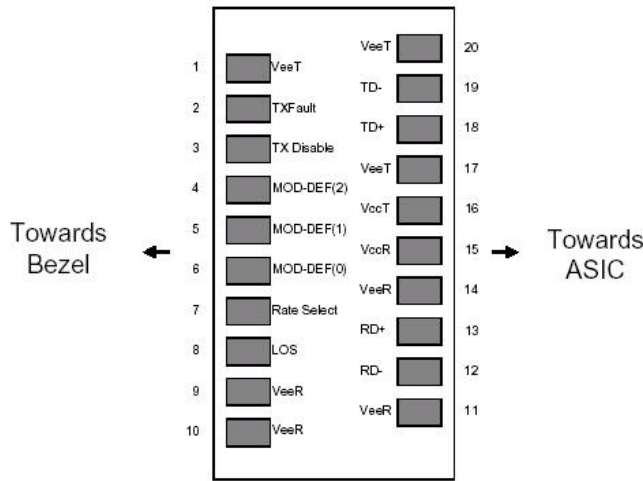 VeeT 20
1 VeeT
TD- 19
2 TXFault
TD+ 18
3 TX Disable
VeeT 17
4 MOD-DEF(2)
VccT 16
5 MOD-DEF(1)
Towards
Bezel
VccR 15
Towards
ASIC
6 MOD-DEF(0)
VeeR 14
7 Rate Select
RD+ 13
8 LOS
RD- 12
9 VeeR
VeeR 11
10 VeeR